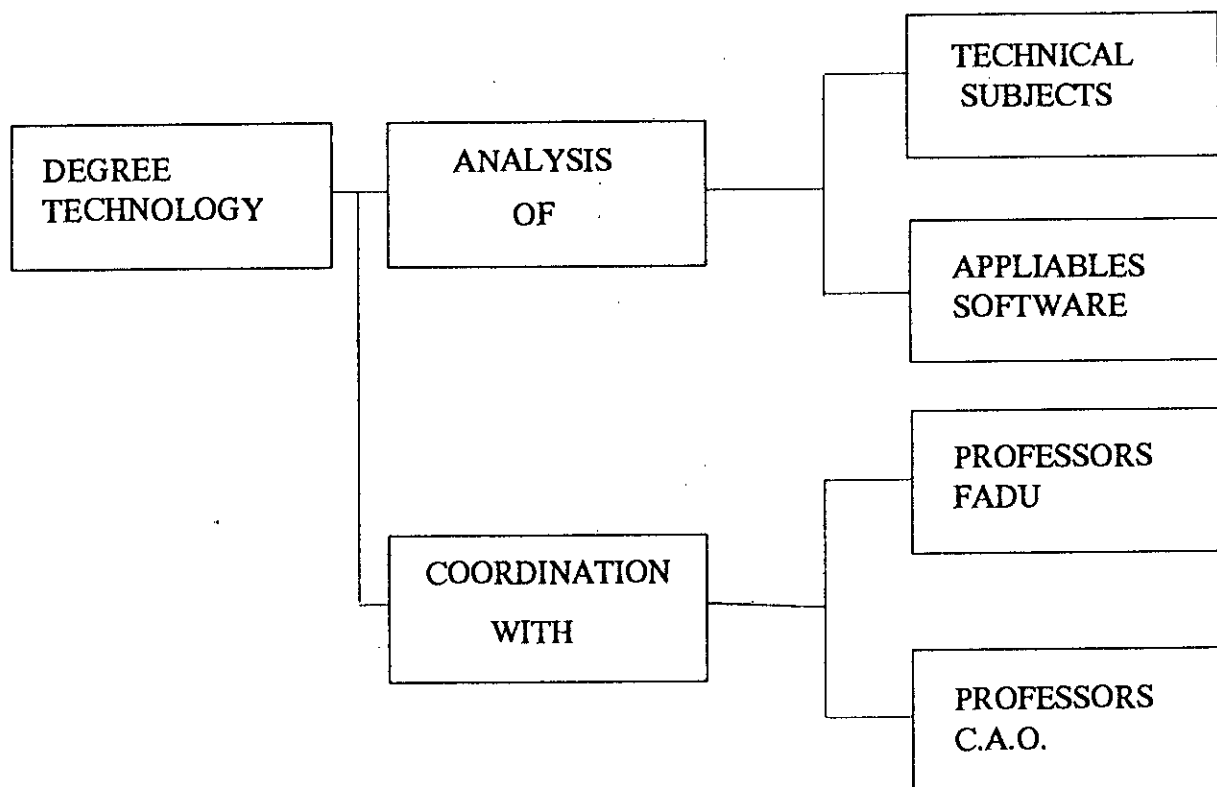 DEGREE
TECHNOLOGY
ANALYSIS
OF
TECHNICAL
SUBJECTS
APPLIABLES
SOFTWARE
COORDINATION
WITH
PROFESSORS
FADU
PROFESSORS
C.A.O.